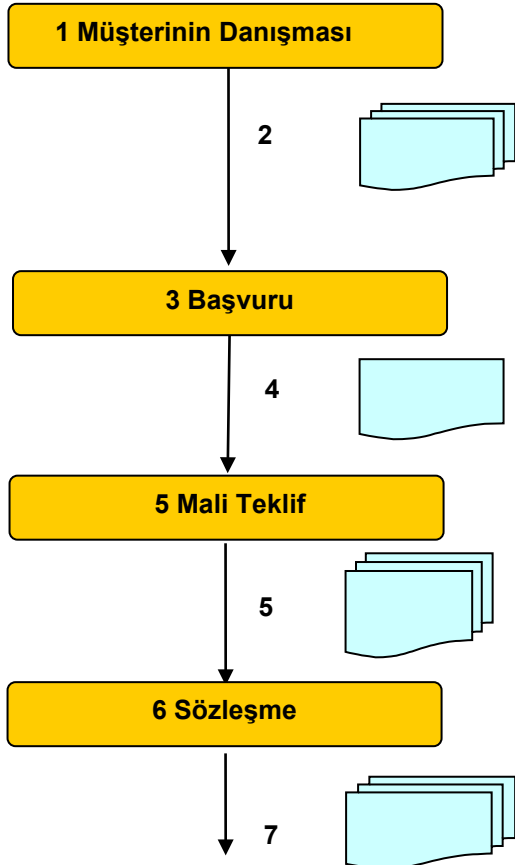 1 Müşterinin Danışması
2
3 Başvuru
4
5 Mali Teklif
5
6 Sözleşme
7